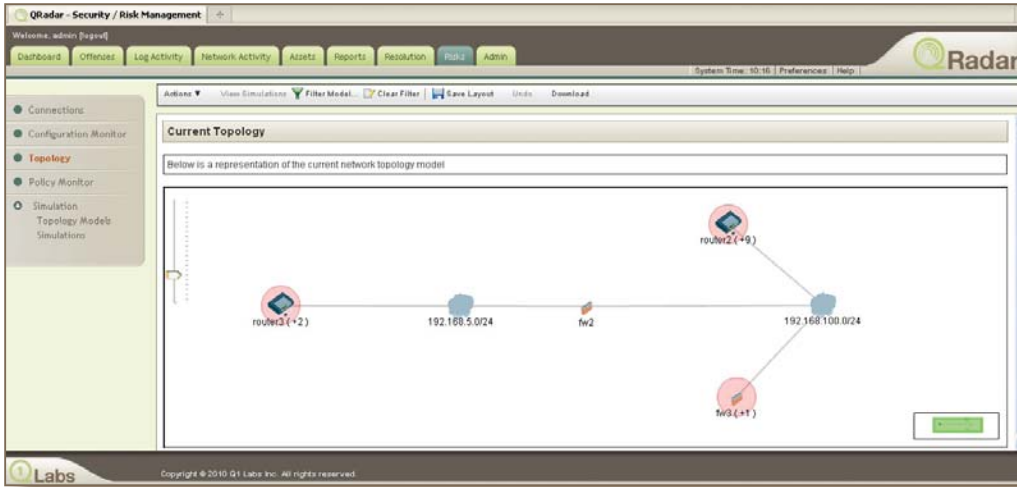 QRadar - Security / Risk Management
Welcome, admin [logout]
Dashboard Offenses Log Activity Network Activity Assets Reports Resolution Risks Admin
System Time: 10:16 Preferences Help
QRadar
Actions View Simulations Filter Model... Clear Filter Save Layout Undo Download
Connections
Configuration Monitor
Topology
Policy Monitor
Simulation
Topology Models
Simulations
Current Topology
Below is a representation of the current network topology model
router2 ( +9 )
router3 ( +2 )
192.168.5.0/24
fw2
192.168.100.0/24
fw3 ( +1 )
1 Labs
Copyright © 2010 Q1 Labs Inc. All rights reserved.